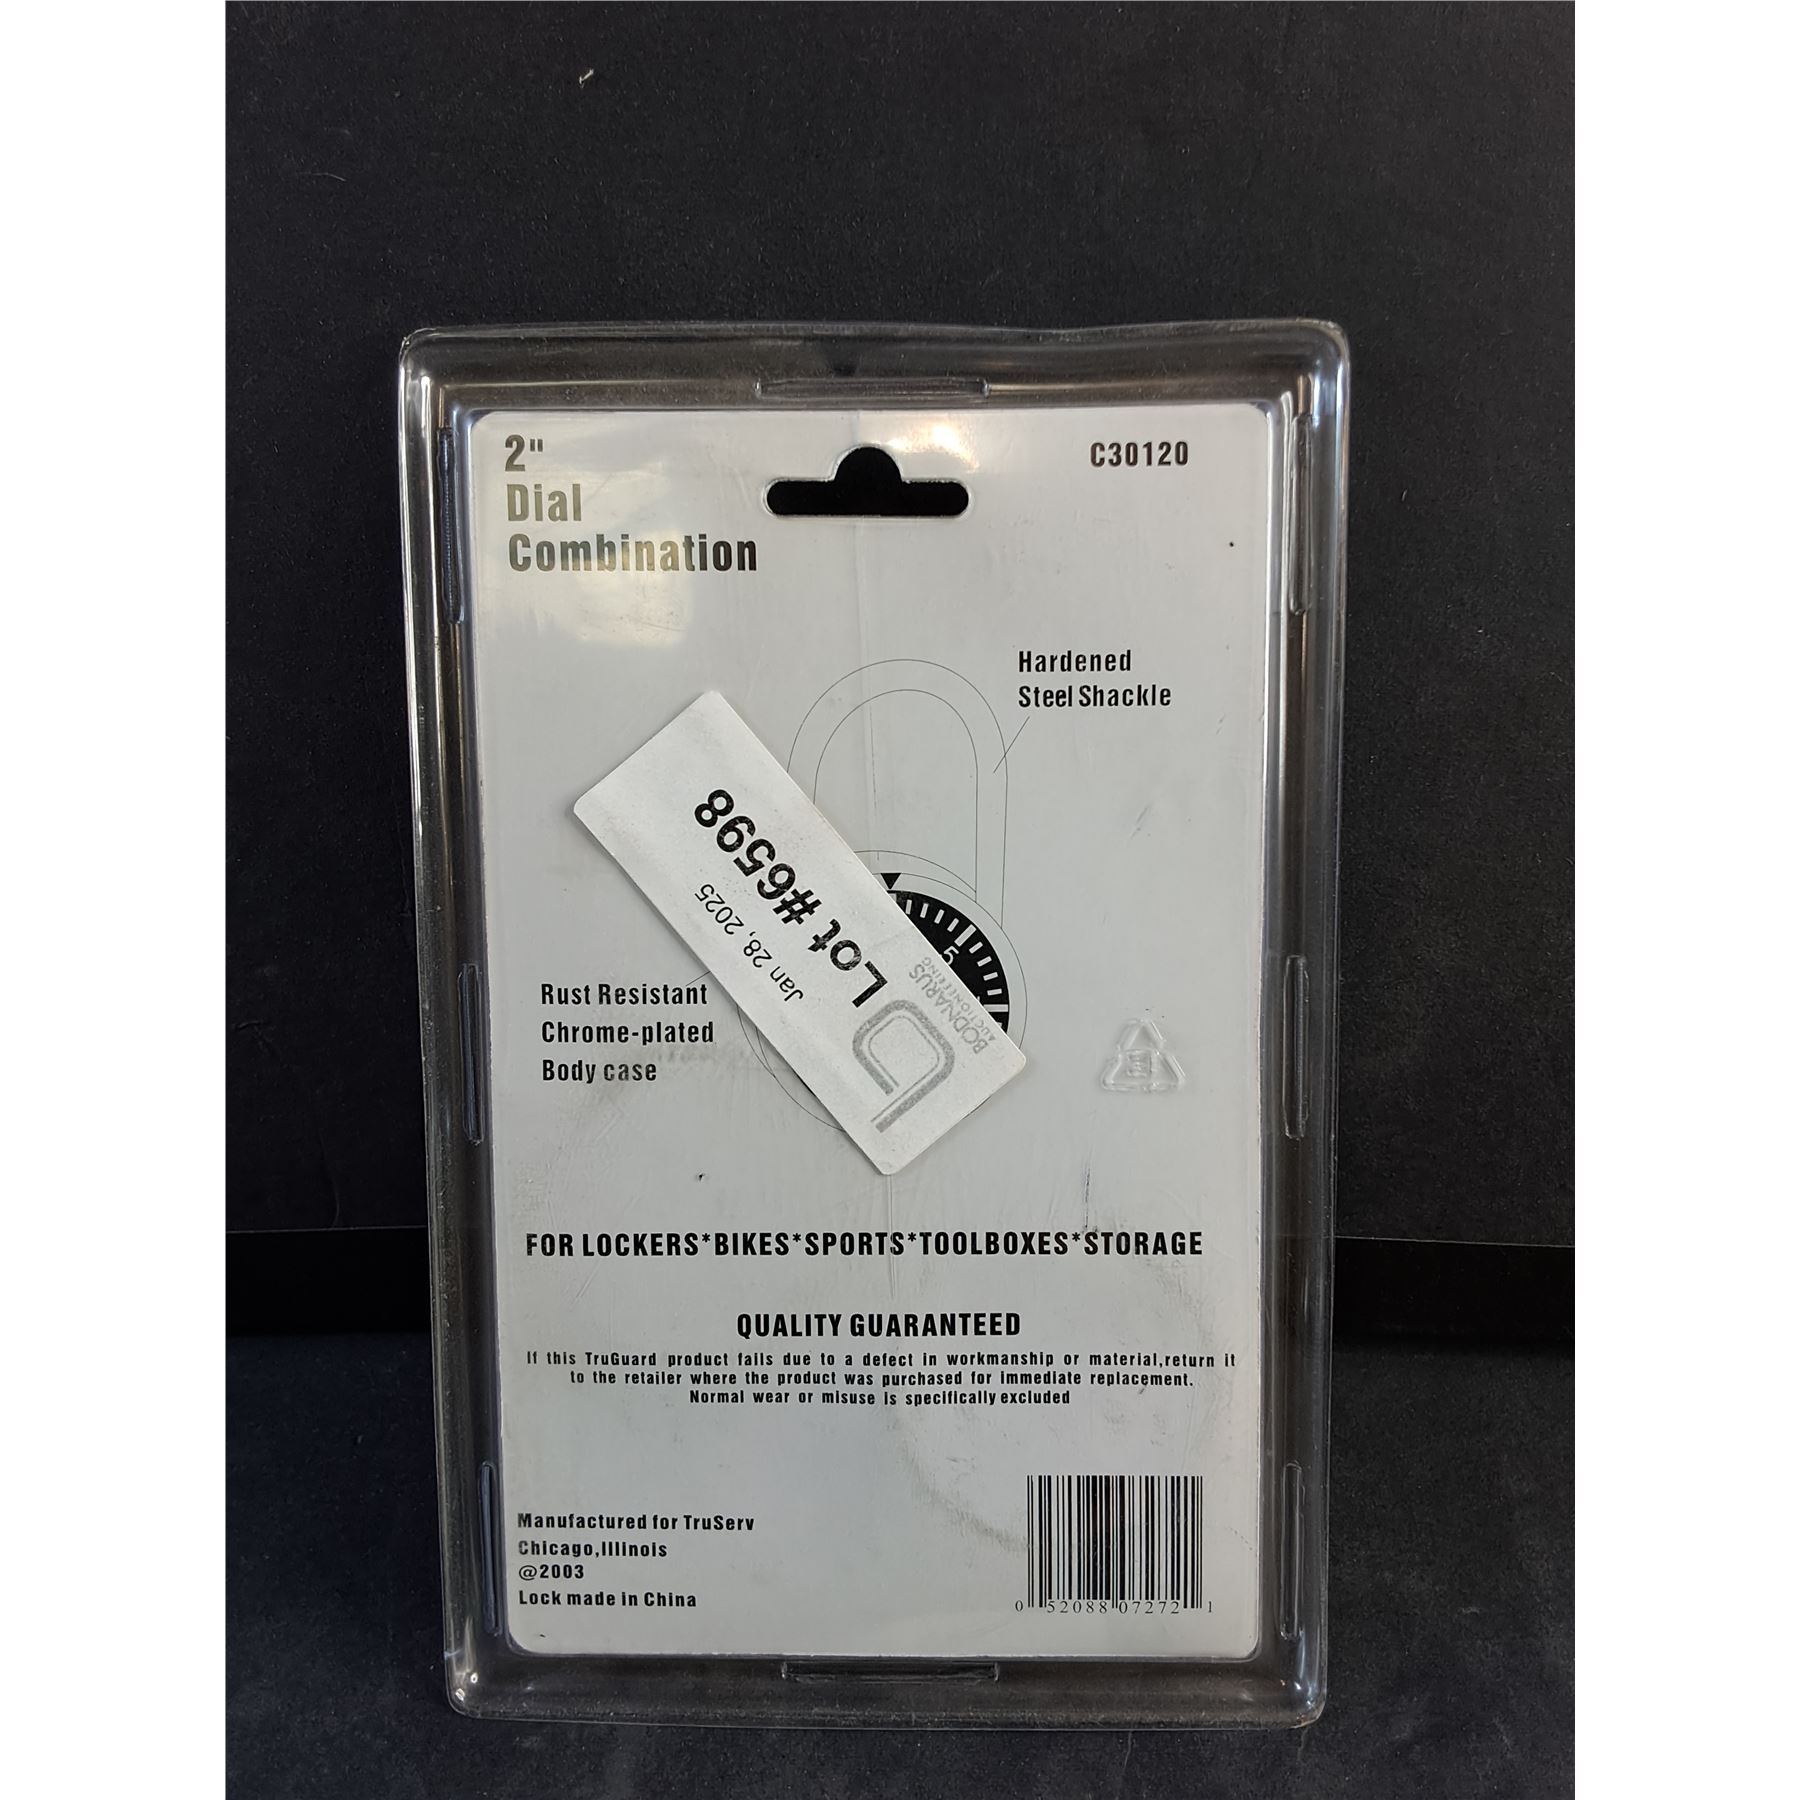 2"
Dial
Combination
C30120
Hardened
Steel Shackle
Lot #6598
Jan 28, 2025
BODNARUS
AUCTIONEERING
5
Rust Resistant
Chrome-plated
Body case
FOR LOCKERS*BIKES*SPORTS*TOOLBOXES*STORAGE
QUALITY GUARANTEED
If this TruGuard product fails due to a defect in workmanship or material,return it
to the retailer where the product was purchased for immediate replacement.
Normal wear or misuse is specifically excluded
Manufactured for TruServ
Chicago,Illinois
@2003
Lock made in China
0 52088 07272 1